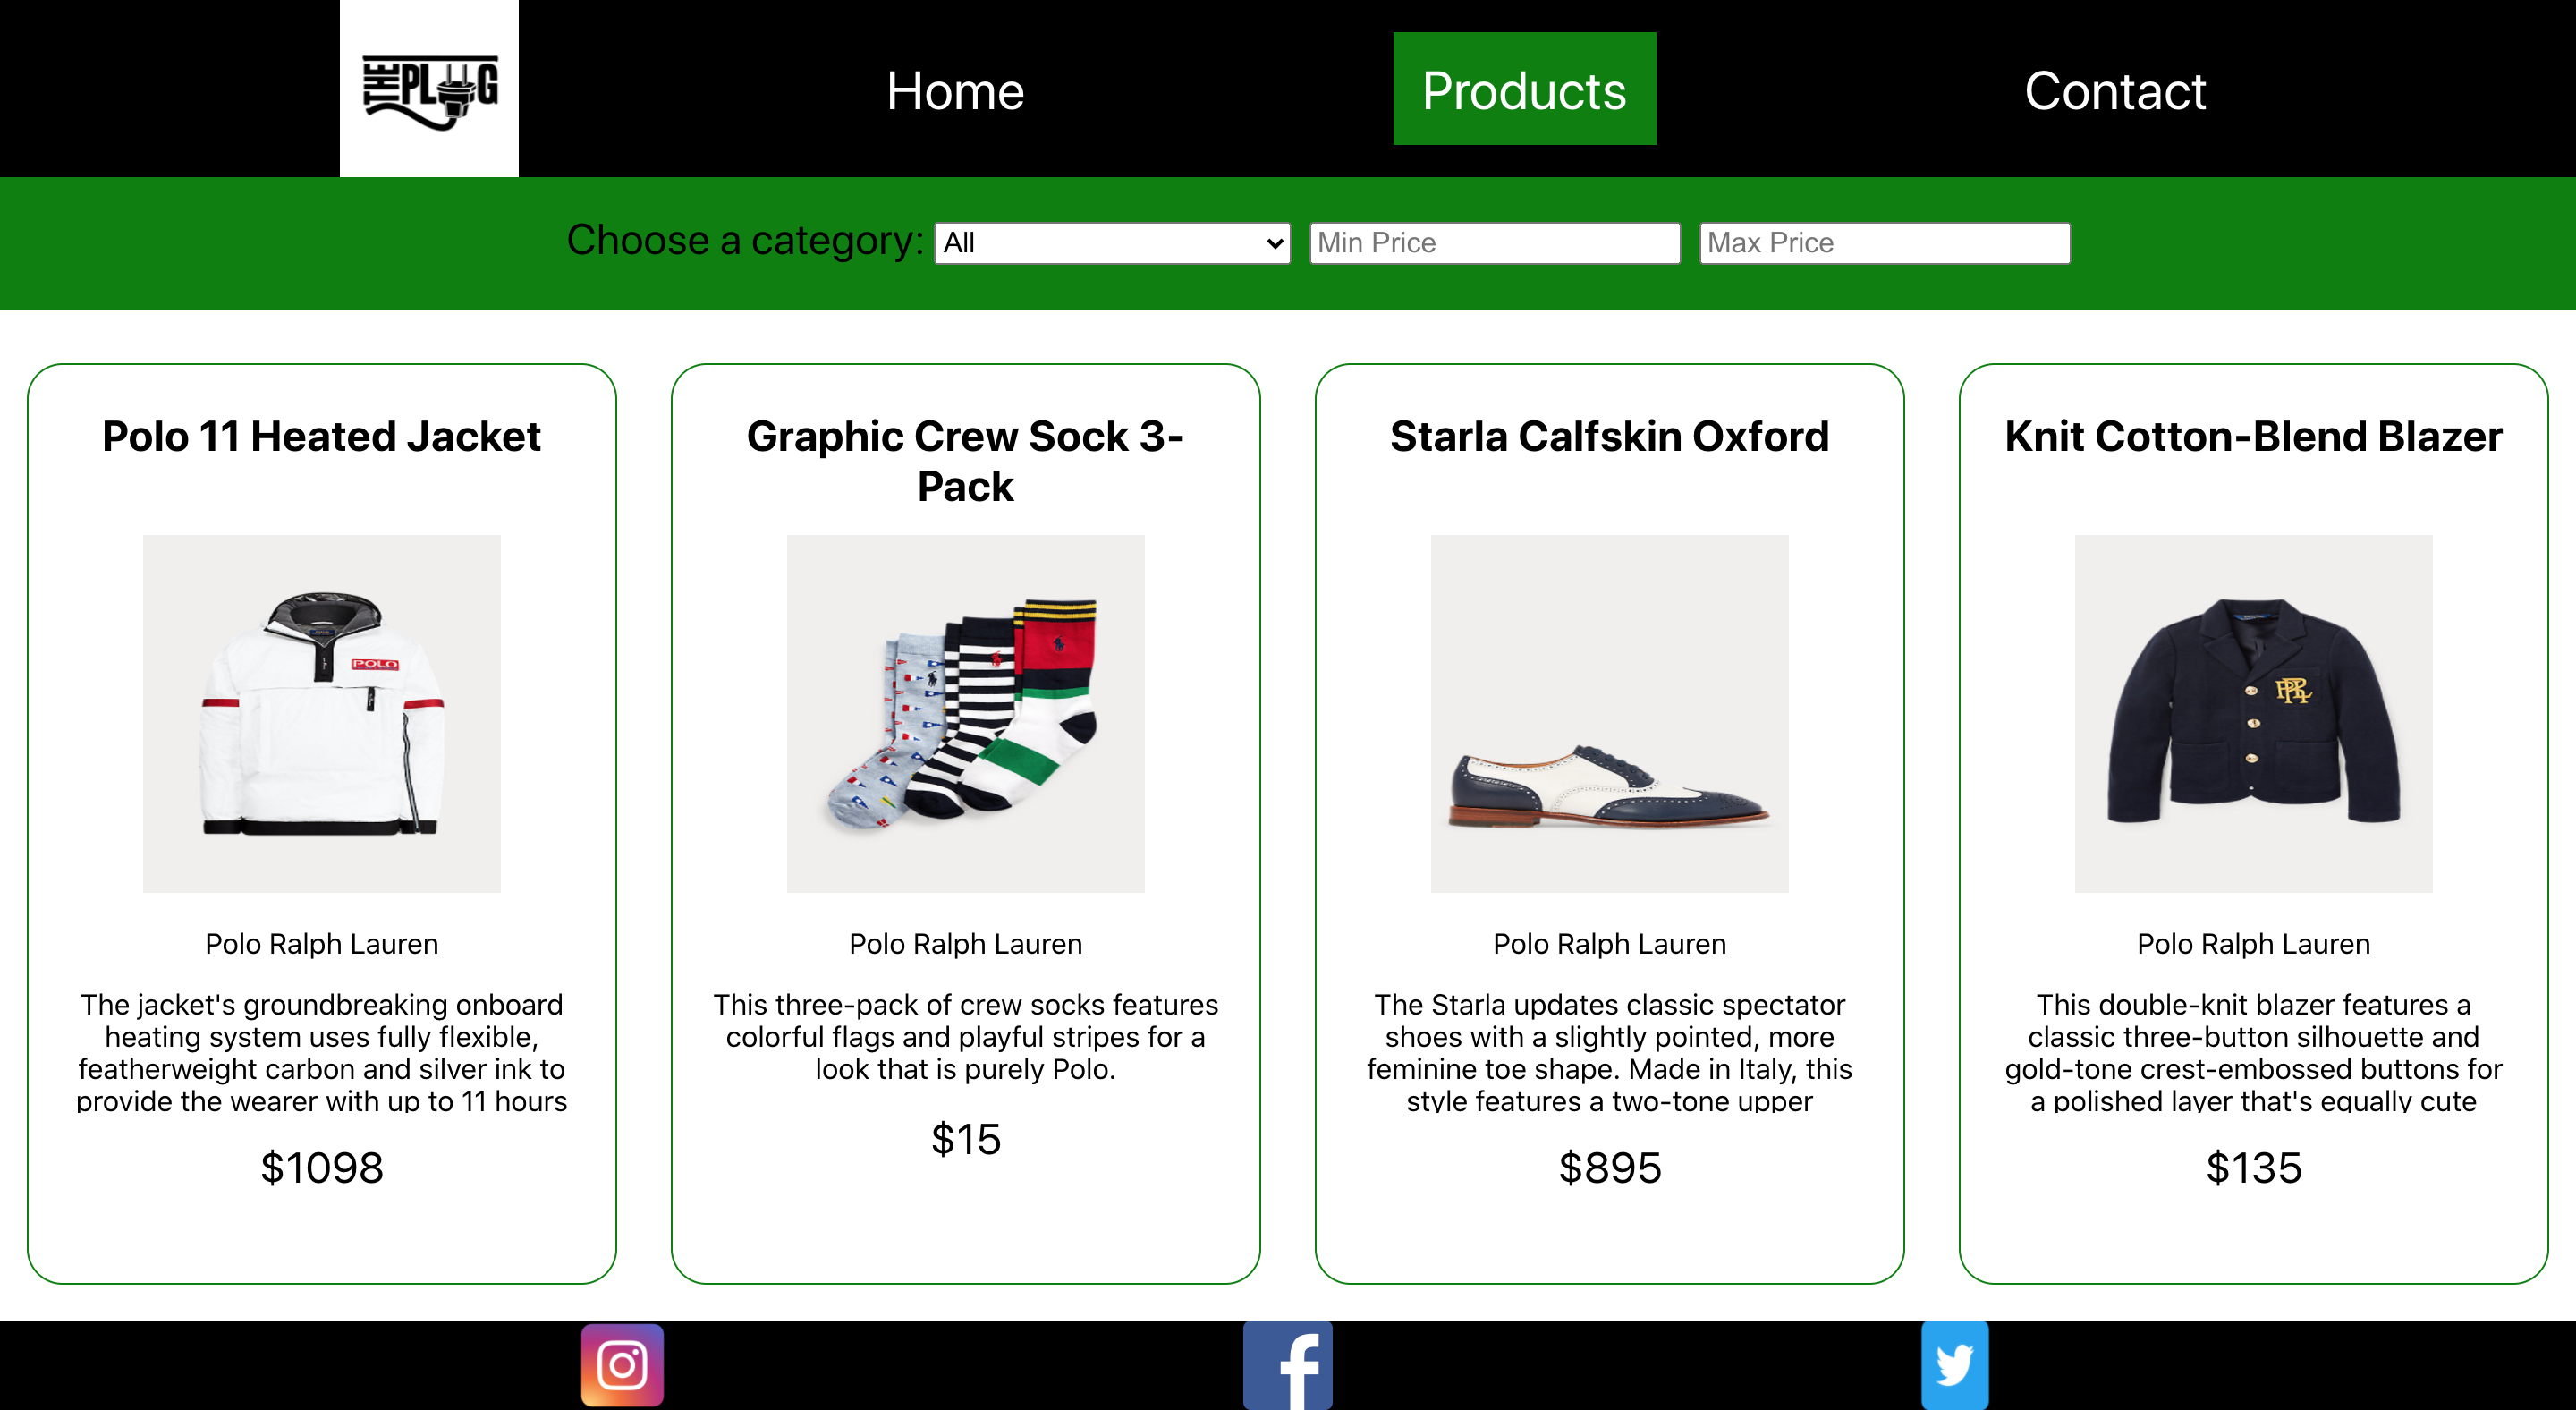 THE PLUG
Home
Products
Contact
Choose a category:
All
Min Price
Max Price
Polo 11 Heated Jacket
POLO
Polo Ralph Lauren
The jacket's groundbreaking onboard
heating system uses fully flexible,
featherweight carbon and silver ink to
provide the wearer with up to 11 hours
$1098
Graphic Crew Sock 3-
Pack
Polo Ralph Lauren
This three-pack of crew socks features
colorful flags and playful stripes for a
look that is purely Polo.
$15
Starla Calfskin Oxford
Polo Ralph Lauren
The Starla updates classic spectator
shoes with a slightly pointed, more
feminine toe shape. Made in Italy, this
style features a two-tone upper
$895
Knit Cotton-Blend Blazer
PRL
Polo Ralph Lauren
This double-knit blazer features a
classic three-button silhouette and
gold-tone crest-embossed buttons for
a polished layer that's equally cute
$135